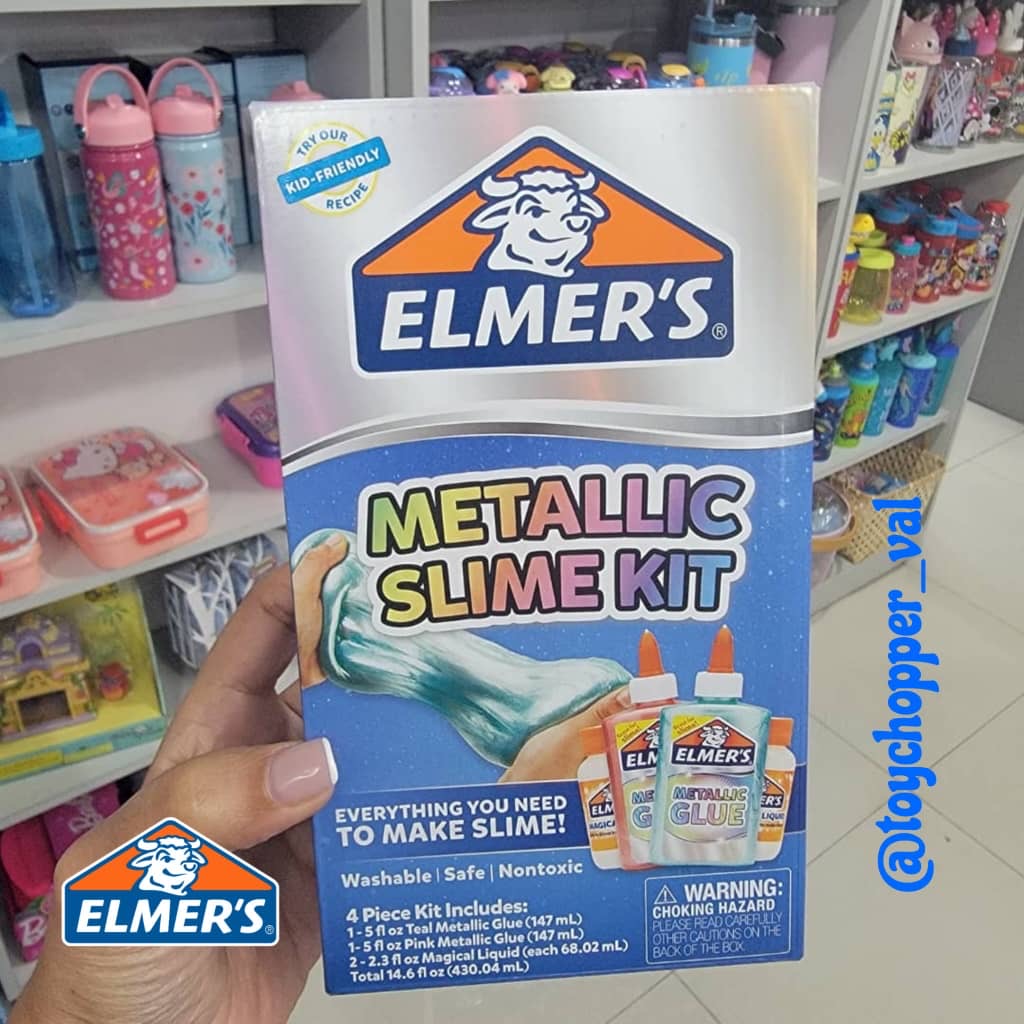 TRY OUR
KID-FRIENDLY
RECIPE
ELMER'S®
METALLIC
SLIME KIT
EVERYTHING YOU NEED
TO MAKE SLIME!
Washable | Safe | Nontoxic
4 Piece Kit Includes:
1 - 5 fl oz Teal Metallic Glue (147 mL)
1 - 5 fl oz Pink Metallic Glue (147 mL)
2 - 2.3 fl oz Magical Liquid (each 68.02 mL)
Total 14.6 fl oz (430.04 mL)
ELMER'S
METALLIC
GLUE
WARNING:
CHOKING HAZARD
PLEASE READ CAREFULLY
OTHER CAUTIONS ON THE
BACK OF THE BOX.
ELMER'S®
@toychopper_val